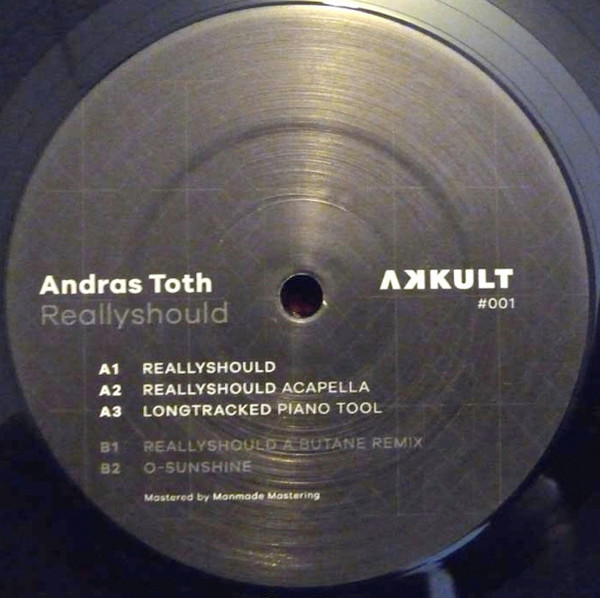 Andras Toth
Reallyshould
ΛKKULT
#001
A1 REALLYSHOULD
A2 REALLYSHOULD ACAPELLA
A3 LONGTRACKED PIANO TOOL
B1 REALLYSHOULD A BUTANE REMIX
B2 O-SUNSHINE
Mastered by Manmade Mastering